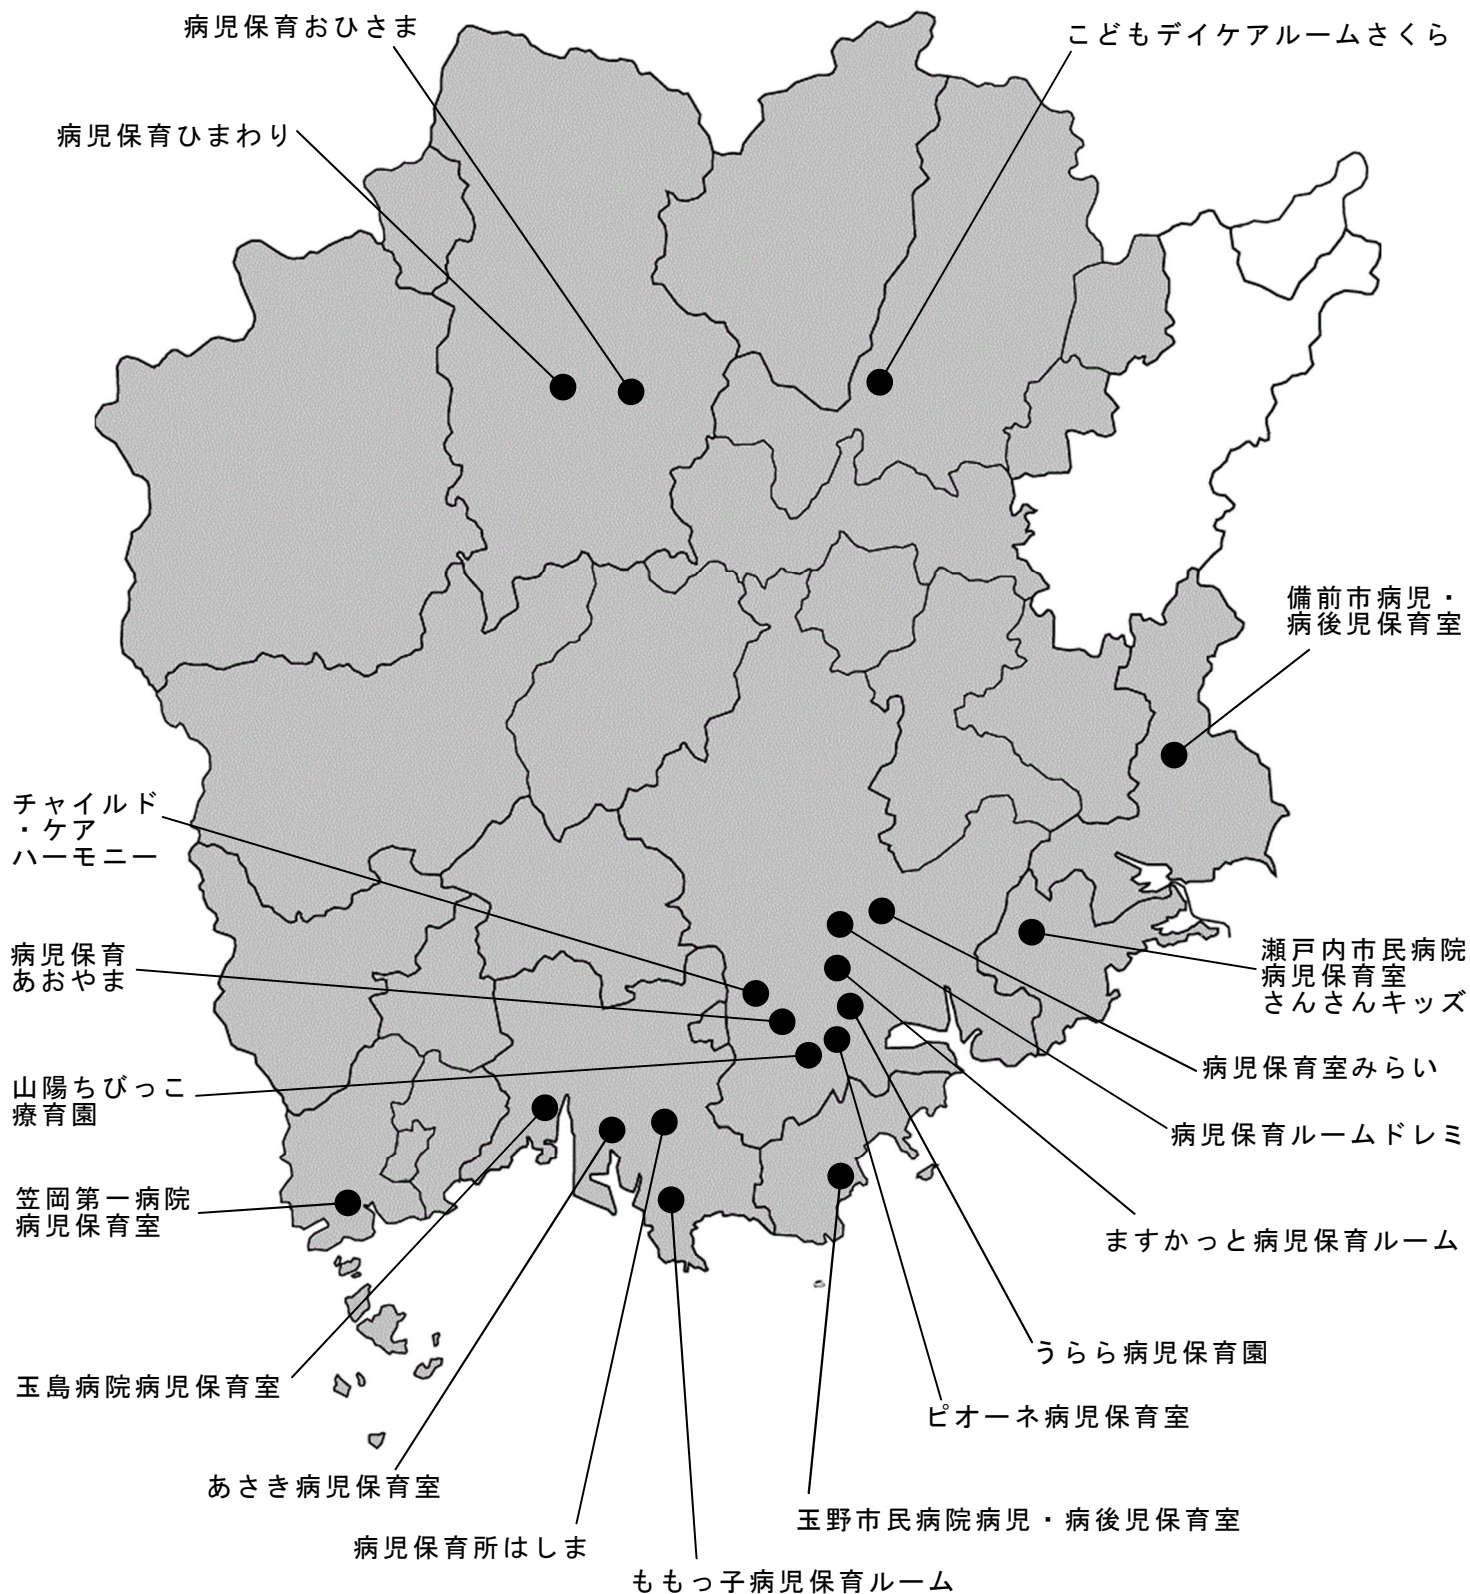 病児保育おひさま
こどもデイケアルームさくら
病児保育ひまわり
備前市病児・
病後児保育室
チャイルド
・ケア
ハーモニー
病児保育
あおやま
瀬戸内市民病院
病児保育室
さんさんキッズ
山陽ちびっこ
療育園
病児保育室みらい
病児保育ルームドレミ
笠岡第一病院
病児保育室
ますかっと病児保育ルーム
うらら病児保育園
玉島病院病児保育室
ピオーネ病児保育室
あさき病児保育室
玉野市民病院病児・病後児保育室
病児保育所はしま
ももっ子病児保育ルーム